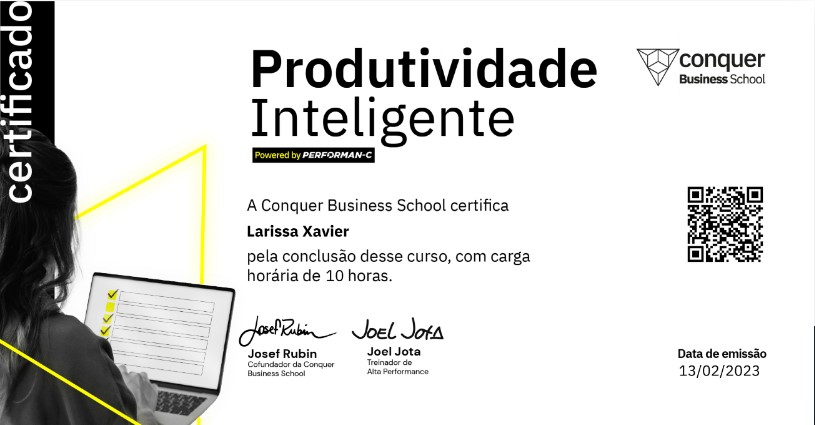 certificado
Produtividade
Inteligente
Powered by PERFORMAN-C
conquer
Business School
A Conquer Business School certifica
Larissa Xavier
pela conclusão desse curso, com carga
horária de 10 horas.
Josef Rubin
Joel Jota
Josef Rubin
Cofundador da Conquer
Business School
Joel Jota
Treinador de
Alta Performance
Data de emissão
13/02/2023